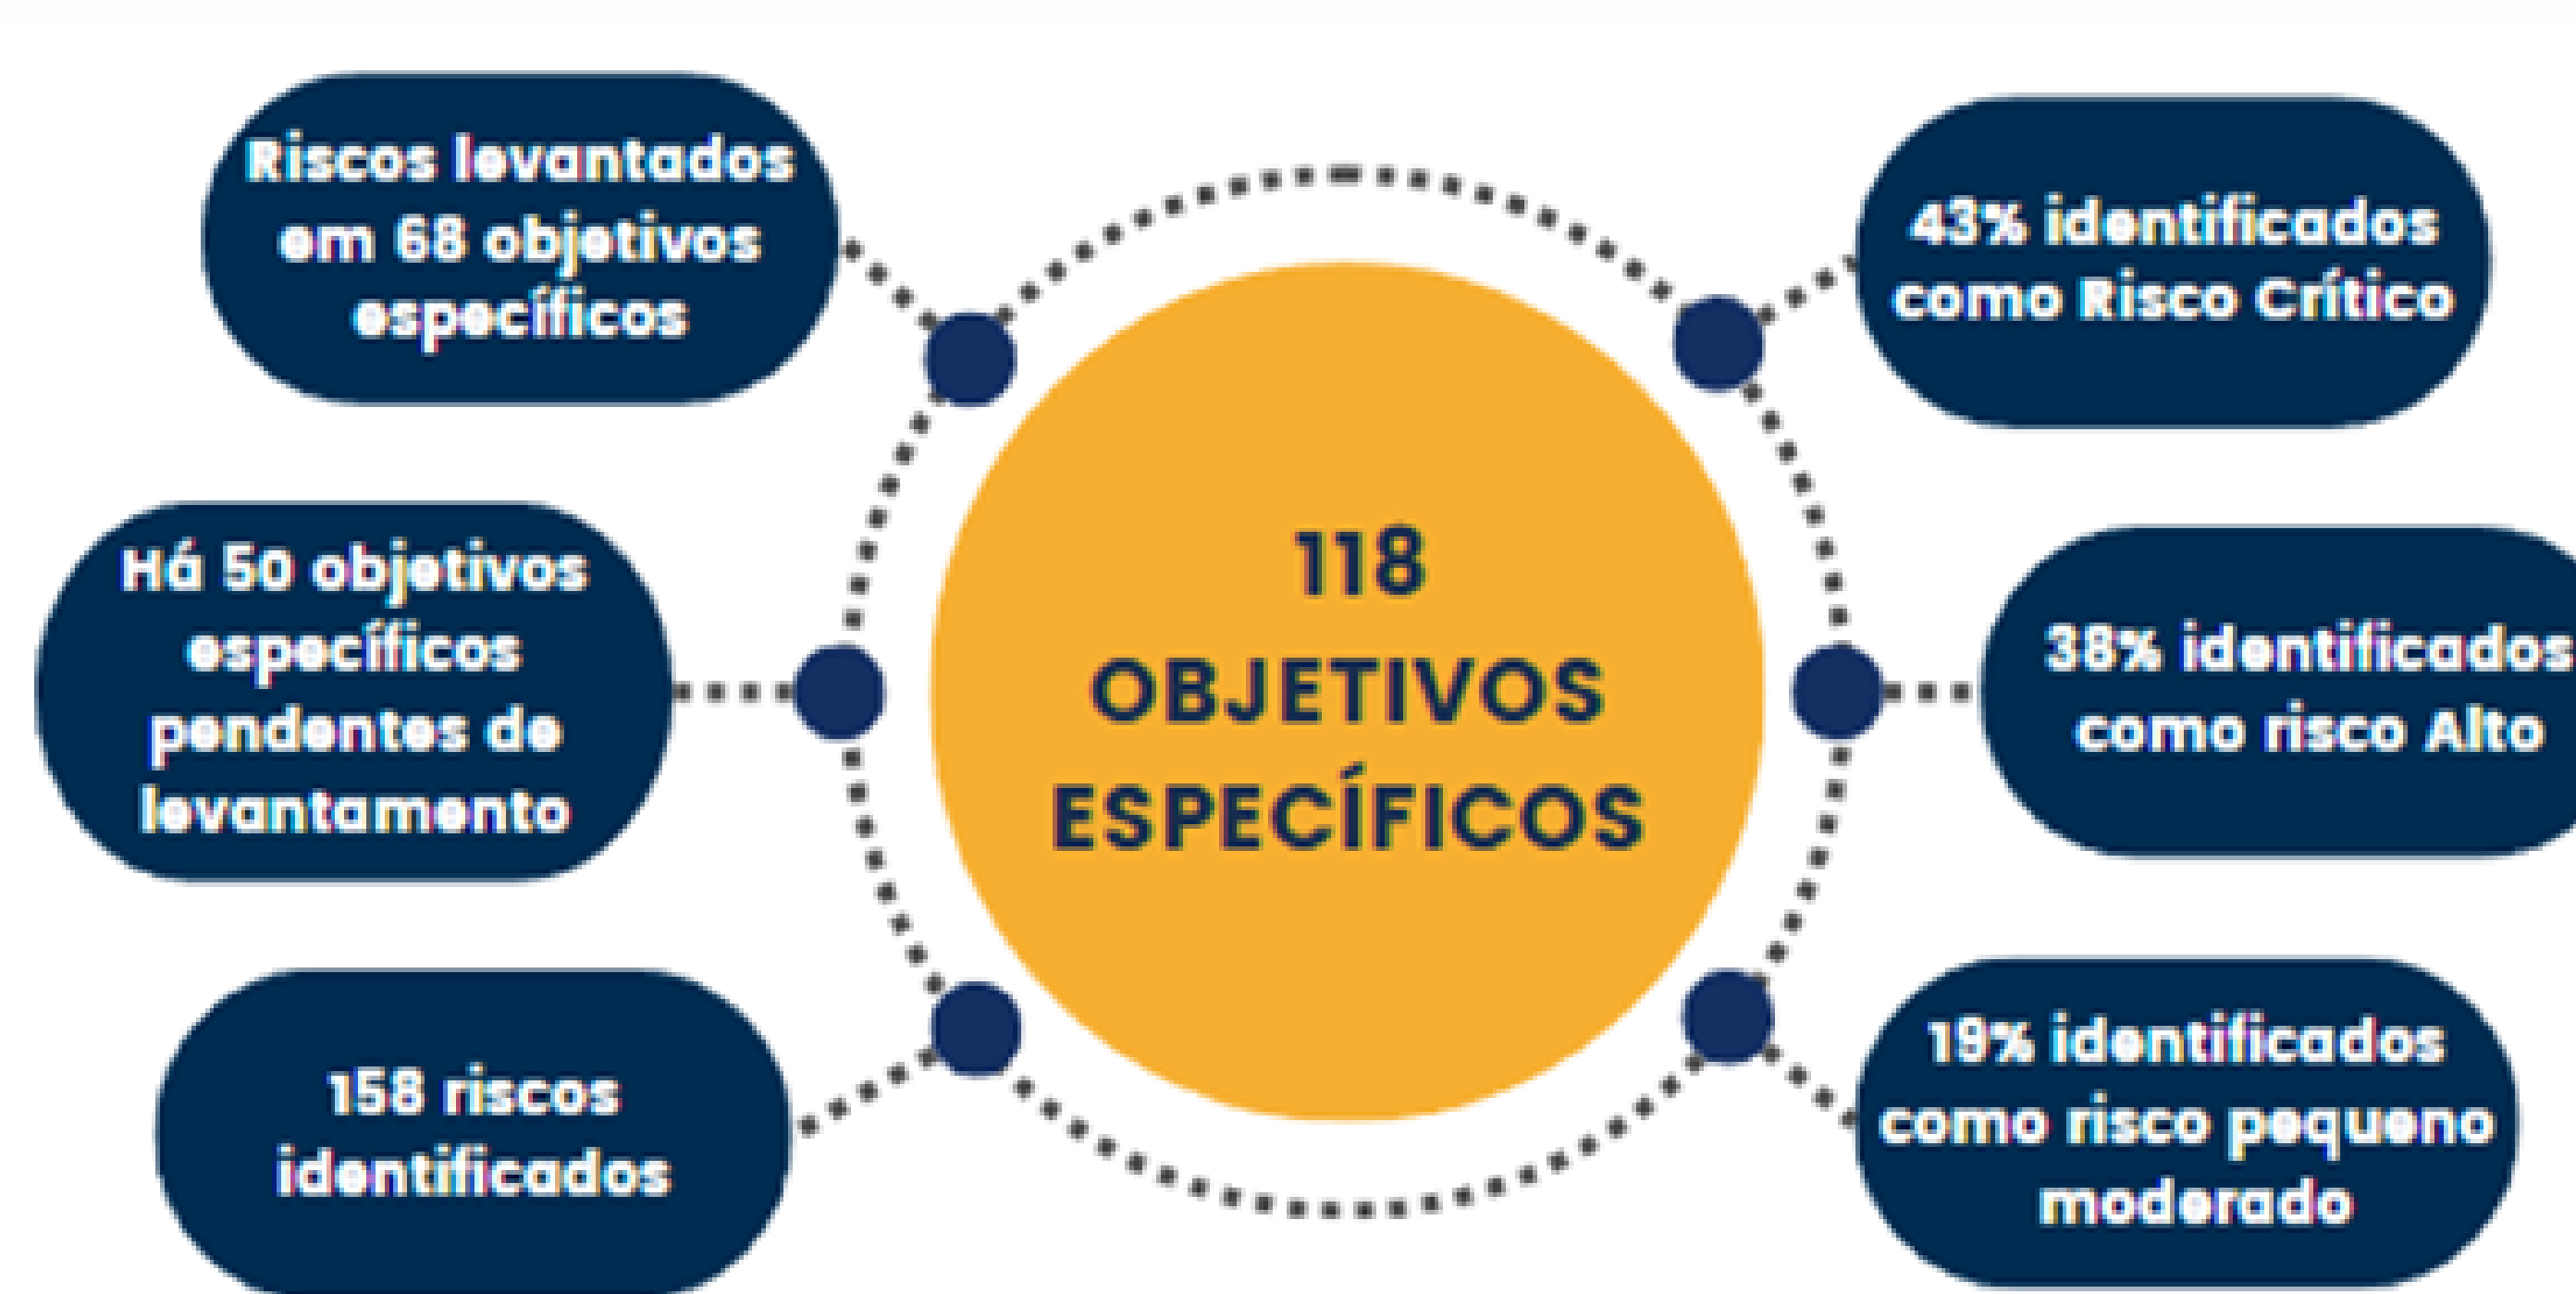 Riscos levantados
em 68 objetivos
específicos
Há 50 objetivos
específicos
pendentes de
levantamento
158 riscos
identificados
118
OBJETIVOS
ESPECÍFICOS
43% identificados
como Risco Crítico
38% identificados
como risco Alto
19% identificados
como risco pequeno
moderado